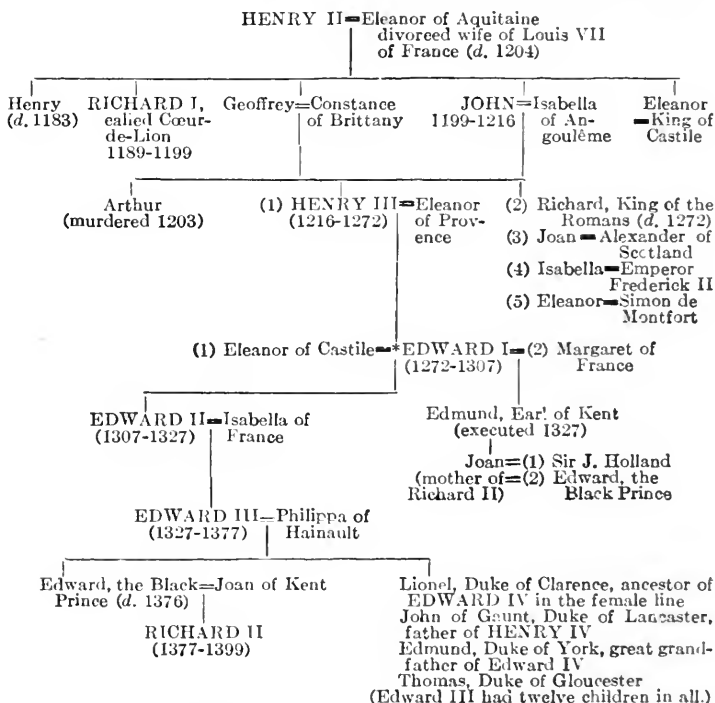 HENRY II=Eleanor of Aquitaine
divorced wife of Louis VII
of France (d. 1204)
Henry
(d. 1183)
RICHARD I,
called Cœur-
de-Lion
1189-1199
Geoffrey=Constance
of Brittany
JOHN=Isabella
1199-1216 of An-
goulême
Eleanor
=King of
Castile
Arthur
(murdered 1203)
(1) HENRY III=Eleanor
(1216-1272) of Prov-
ence
(2) Richard, King of the
Romans (d. 1272)
(3) Joan=Alexander of
Scotland
(4) Isabella=Emperor
Frederick II
(5) Eleanor=Simon de
Montfort
(1) Eleanor of Castile=*EDWARD I=(2) Margaret of
(1272-1307) France
EDWARD II=Isabella of
(1307-1327) France
Edmund, Earl of Kent
(executed 1327)
Joan=(1) Sir J. Holland
(mother of=(2) Edward, the
Richard II) Black Prince
EDWARD III=Philippa of
(1327-1377) Hainault
Edward, the Black=Joan of Kent
Prince (d. 1376)
RICHARD II
(1377-1399)
Lionel, Duke of Clarence, ancestor of
EDWARD IV in the female line
John of Gaunt, Duke of Lancaster,
father of HENRY IV
Edmund, Duke of York, great grand-
father of Edward IV
Thomas, Duke of Gloucester
(Edward III had twelve children in all.)